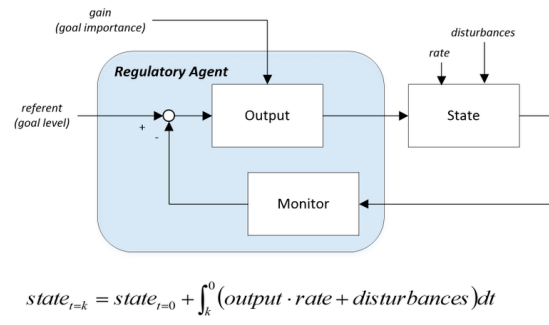 gain
(goal importance)
disturbances
rate
Regulatory Agent
referent
(goal level)
+
-
Output
State
Monitor
state_{t=k} = state_{t=0} + ∫_k^0 (output · rate + disturbances)dt